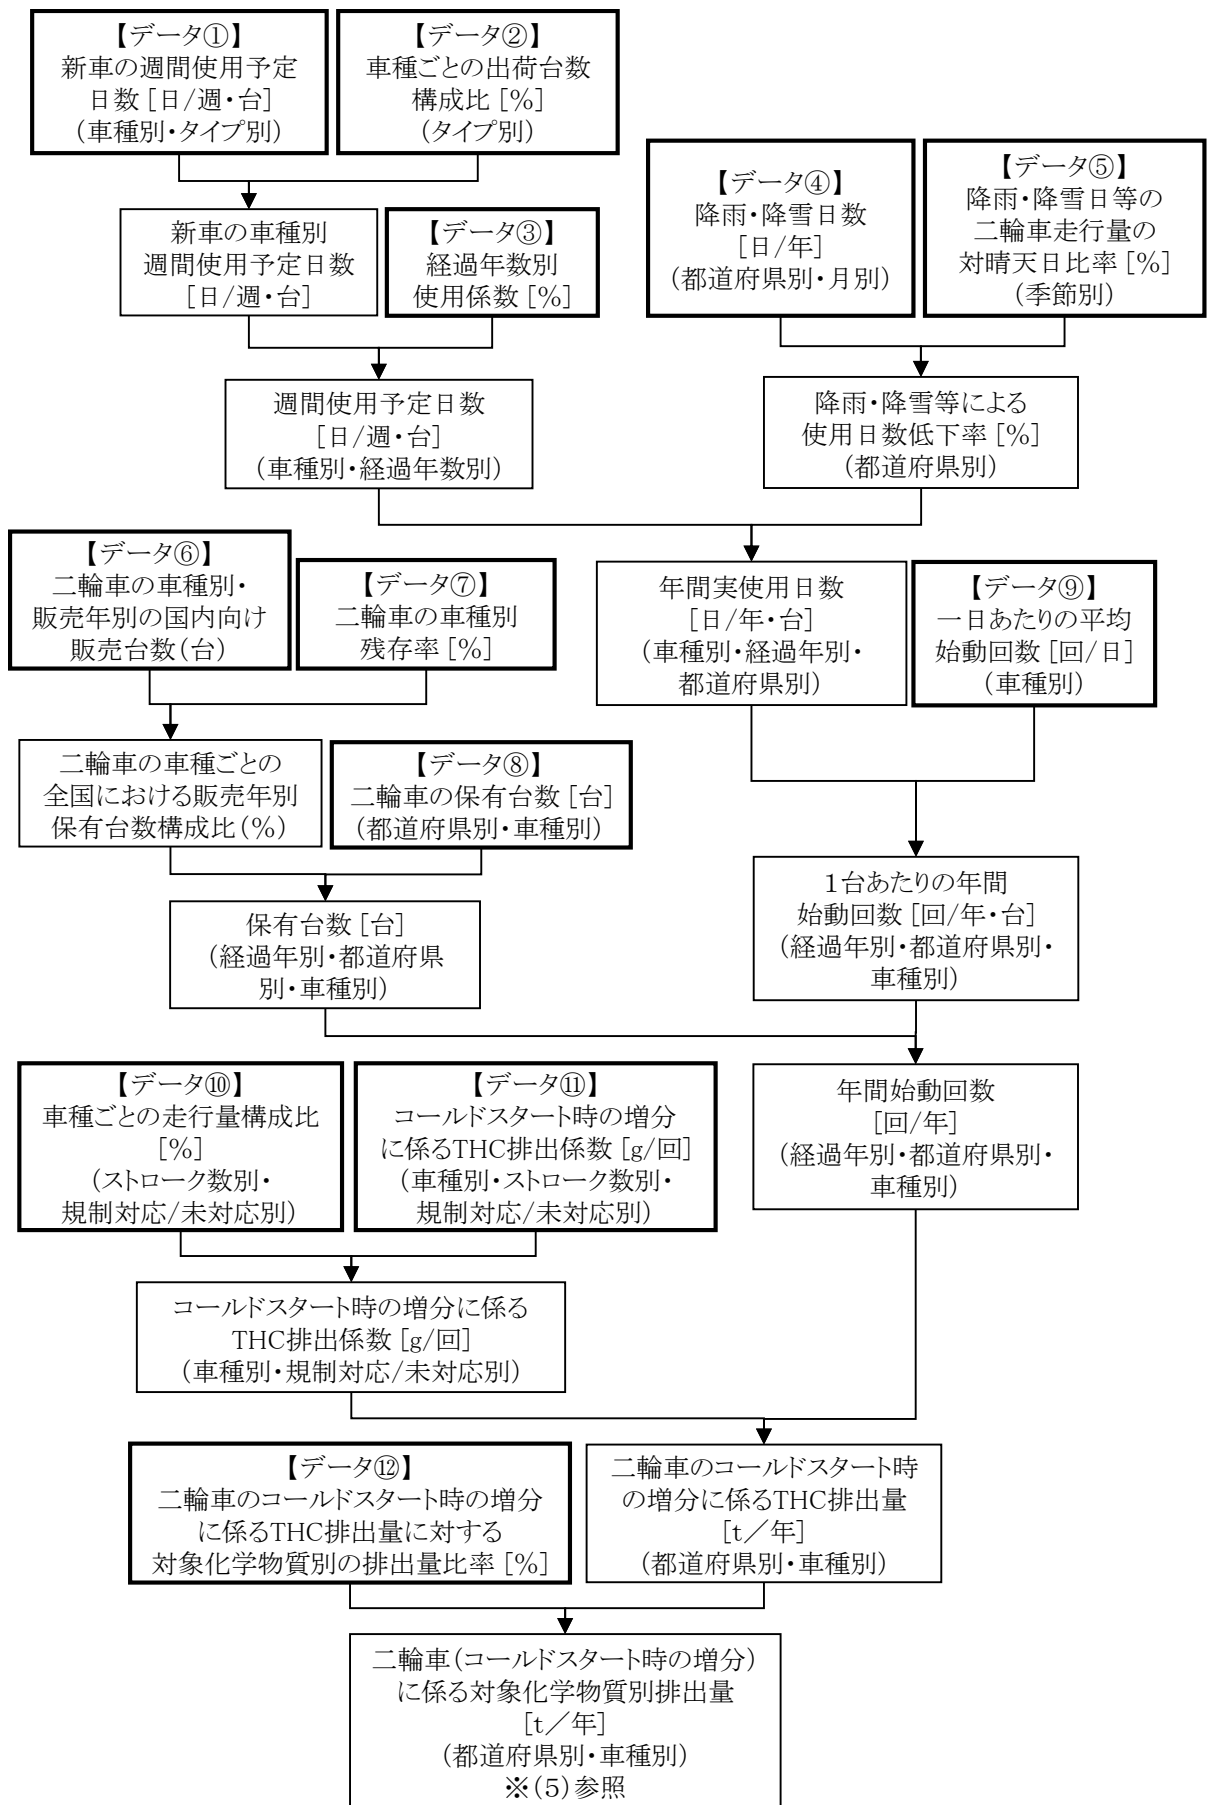 【データ①】
新車の週間使用予定
日数[日/週・台]
(車種別・タイプ別)
【データ②】
車種ごとの出荷台数
構成比[%]
(タイプ別)
【データ④】
降雨・降雪日数
[日/年]
(都道府県別・月別)
【データ⑤】
降雨・降雪日等の
二輪車走行量の
対晴天日比率[%]
(季節別)
新車の車種別
週間使用予定日数
[日/週・台]
【データ③】
経過年数別
使用係数[%]
週間使用予定日数
[日/週・台]
(車種別・経過年数別)
降雨・降雪等による
使用日数低下率[%]
(都道府県別)
【データ⑥】
二輪車の車種別・
販売年別の国内向け
販売台数(台)
【データ⑦】
二輪車の車種別
残存率[%]
年間実使用日数
[日/年・台]
(車種別・経過年別・
都道府県別)
【データ⑨】
一日あたりの平均
始動回数[回/日]
(車種別)
二輪車の車種ごとの
全国における販売年別
保有台数構成比(%)
【データ⑧】
二輪車の保有台数[台]
(都道府県別・車種別)
保有台数[台]
(経過年別・都道府県
別・車種別)
1台あたりの年間
始動回数[回/年・台]
(経過年別・都道府県別・
車種別)
【データ⑩】
車種ごとの走行量構成比
[%]
(ストローク数別・
規制対応/未対応別)
【データ⑪】
コールドスタート時の増分
に係るTHC排出係数[g/回]
(車種別・ストローク数別・
規制対応/未対応別)
年間始動回数
[回/年]
(経過年別・都道府県別・
車種別)
コールドスタート時の増分に係る
THC排出係数[g/回]
(車種別・規制対応/未対応別)
【データ⑫】
二輪車のコールドスタート時の増分
に係るTHC排出量に対する
対象化学物質別の排出量比率[%]
二輪車のコールドスタート時
の増分に係るTHC排出量
[t/年]
(都道府県別・車種別)
二輪車(コールドスタート時の増分)
に係る対象化学物質別排出量
[t/年]
(都道府県別・車種別)
※(5)参照